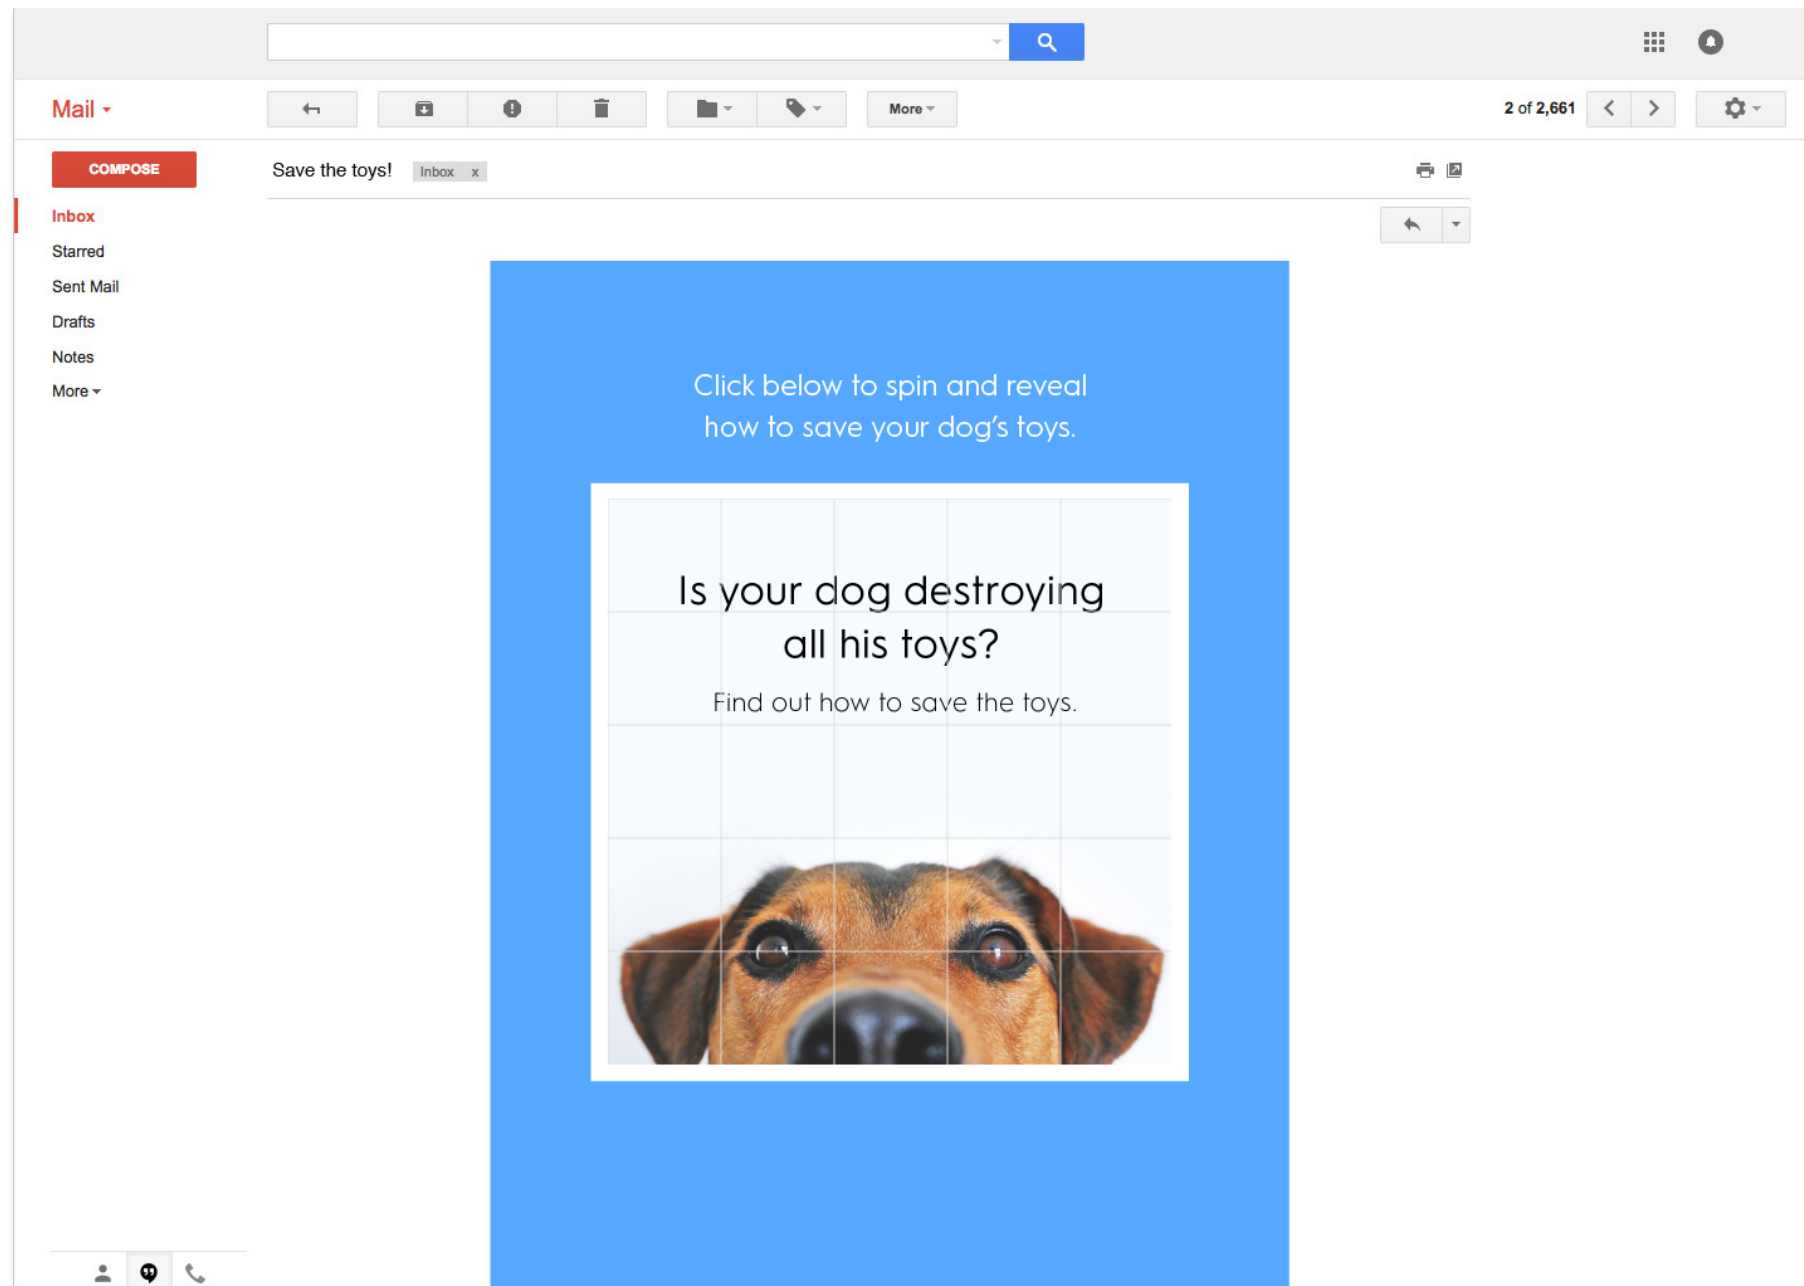 Mail
More
2 of 2,661
COMPOSE
Save the toys! Inbox x
Inbox
Starred
Sent Mail
Drafts
Notes
More
Click below to spin and reveal
how to save your dog's toys.
Is your dog destroying
all his toys?
Find out how to save the toys.